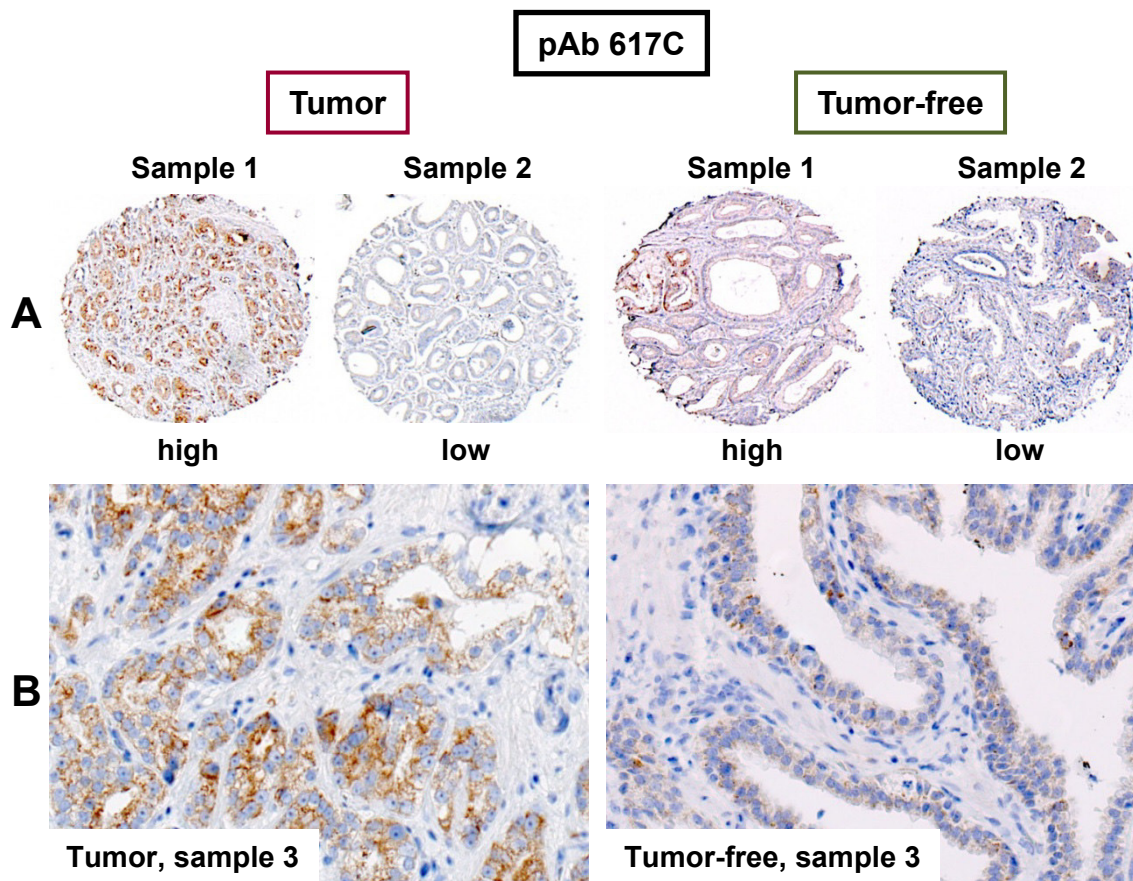 pAb 617C
Tumor
Tumor-free
Sample 1
Sample 2
Sample 1
Sample 2
A
high
low
high
low
B
Tumor, sample 3
Tumor-free, sample 3